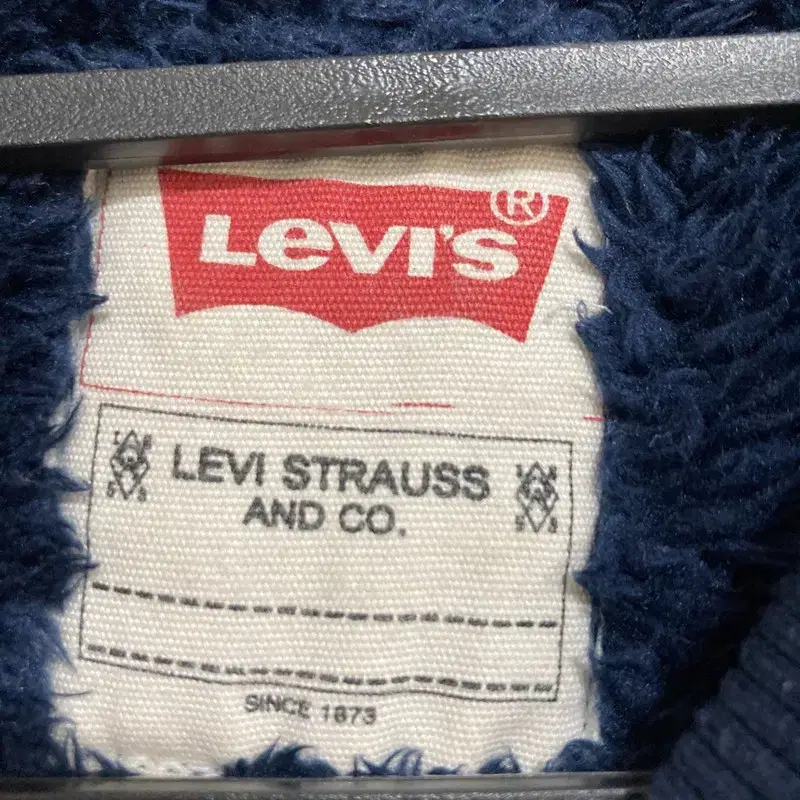 LEVI'S®
LEVI STRAUSS
AND CO.
SINCE 1873